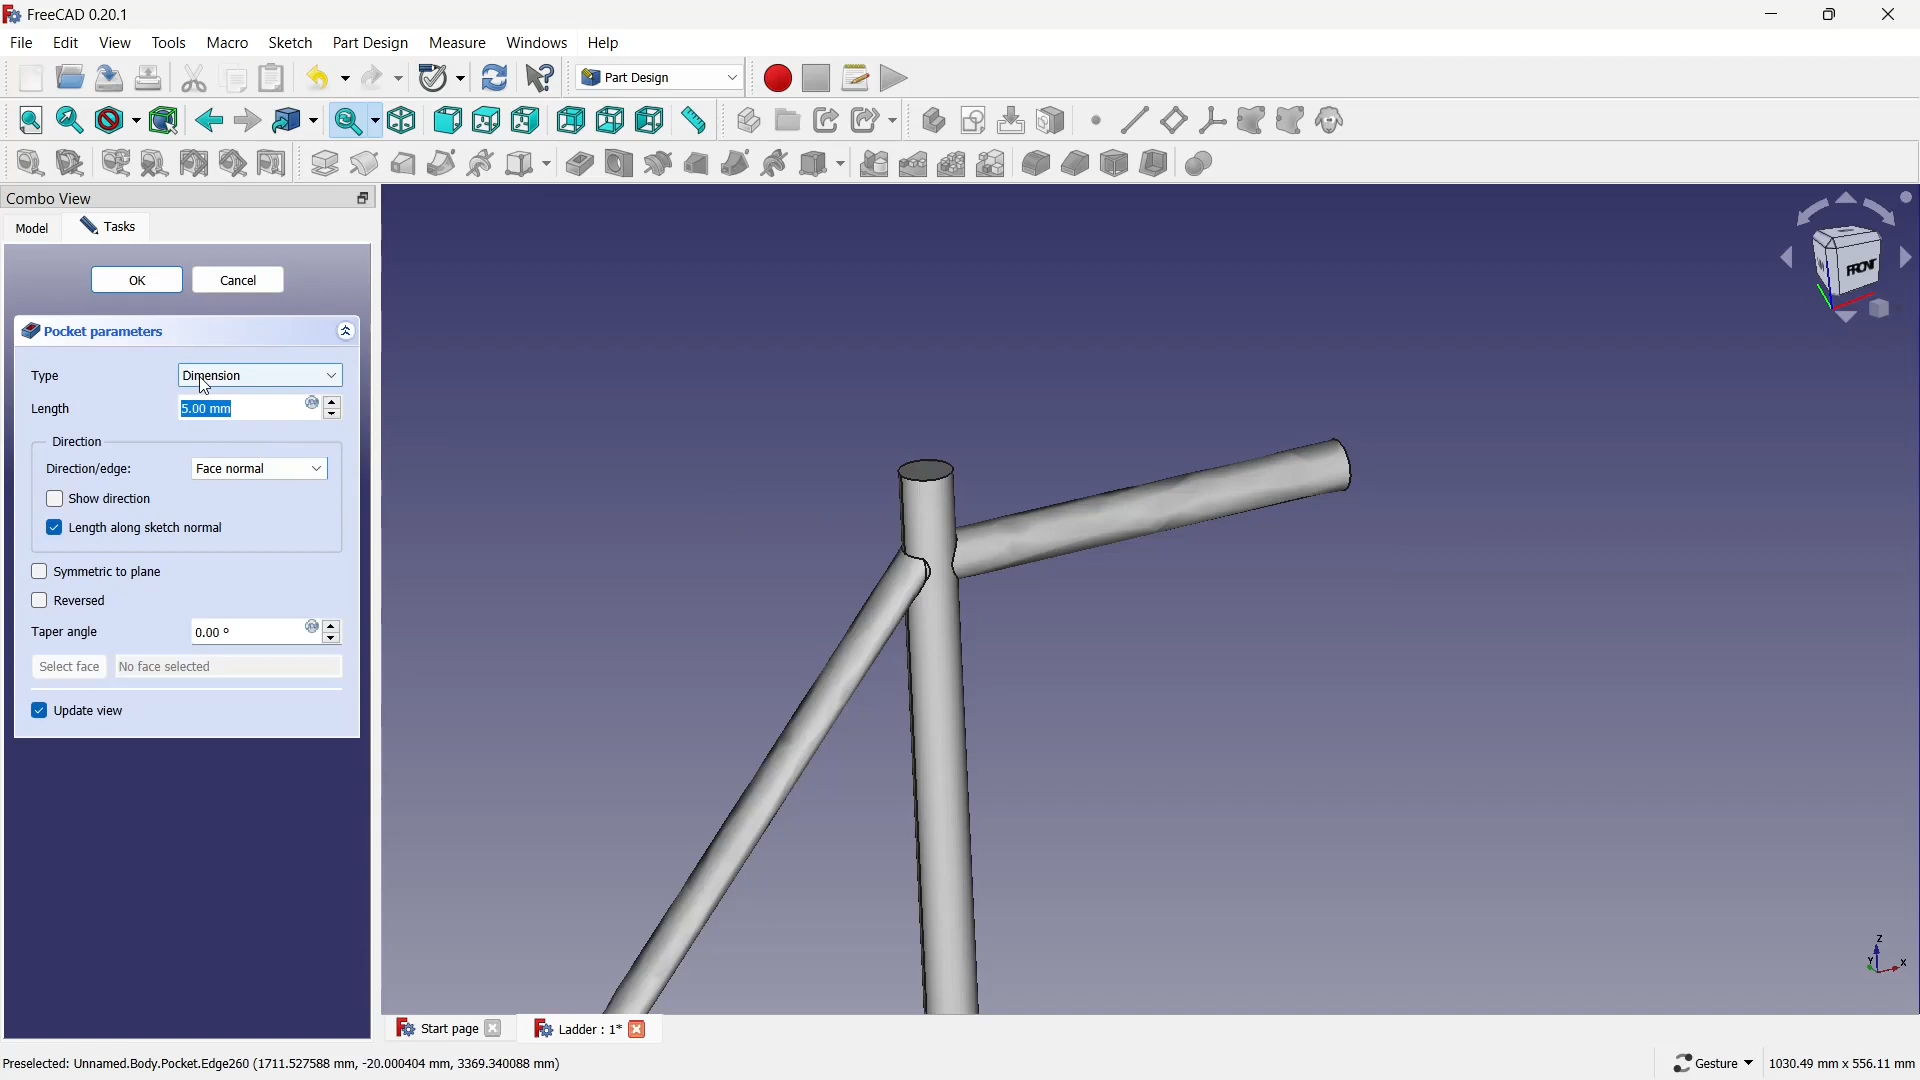 FreeCAD 0.20.1
File Edit View Tools Macro Sketch Part Design Measure Windows Help
Part Design
Combo View
Model Tasks
OK Cancel
Pocket parameters
Type Dimension
Length 5.00 mm
Direction
Direction/edge: Face normal
Show direction
Length along sketch normal
Symmetric to plane
Reversed
Taper angle 0.00 °
Select face No face selected
Update view
FRONT
Z
Y X
Start page Ladder : 1*
Preselected: Unnamed.Body.Pocket.Edge260 (1711.527588 mm, -20.000404 mm, 3369.340088 mm) Gesture 1030.49 mm x 556.11 mm